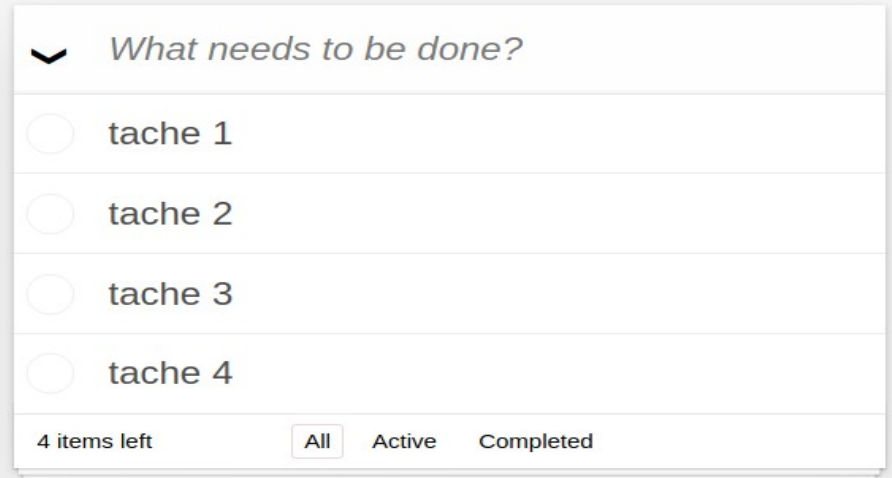 What needs to be done?
tache 1
tache 2
tache 3
tache 4
4 items left All Active Completed